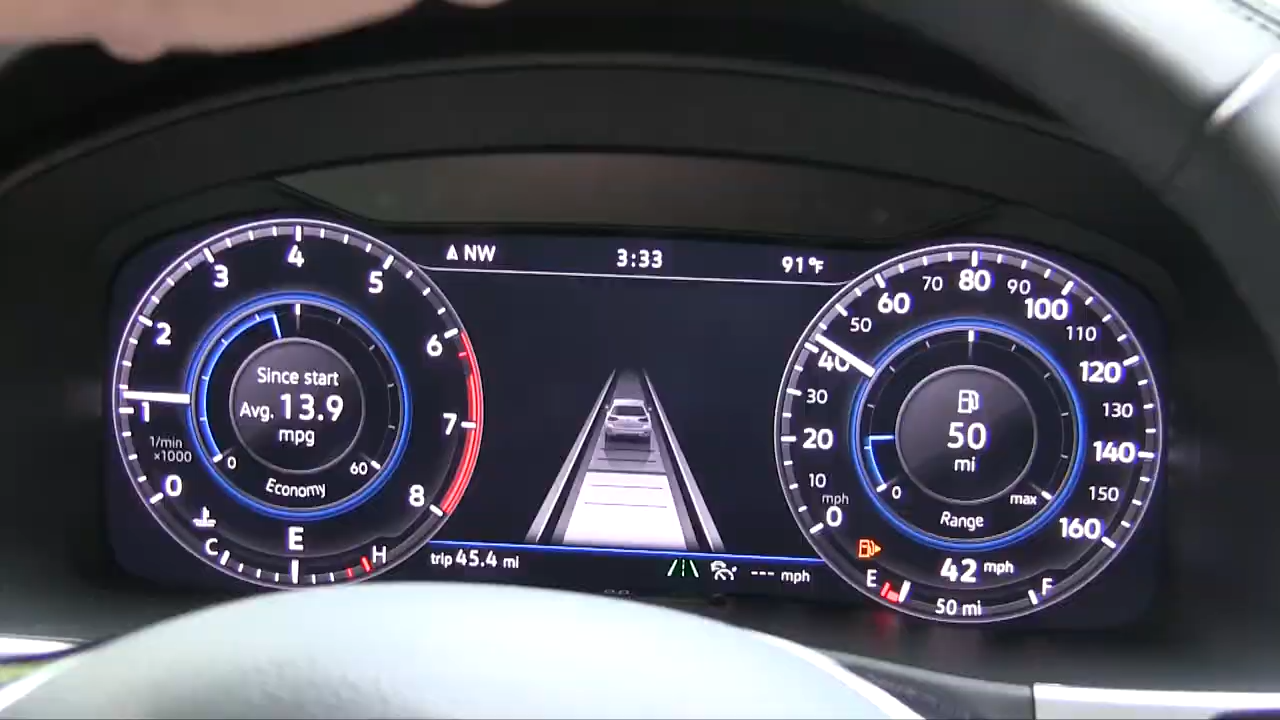 NW
3:33
91°F
0
1
2
3
4
5
6
7
8
1/min
×1000
Since start
Avg. 13.9
mpg
0
60
Economy
C
E
H
trip 45.4 mi
--- mph
0
10
20
30
40
50
60
70
80
90
100
110
120
130
140
150
160
mph
50
mi
0
max
Range
42 mph
E
50 mi
F